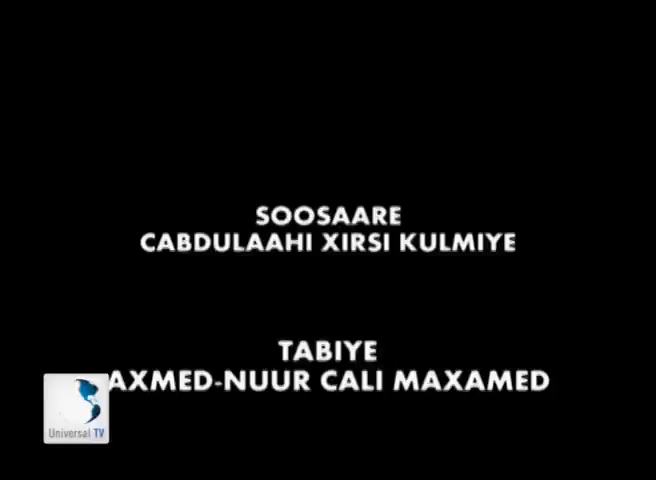 SOOSAARE
CABDULAAHI XIRSI KULMIYE
TABIYE
AXMED-NUUR CALI MAXAMED
Universal TV